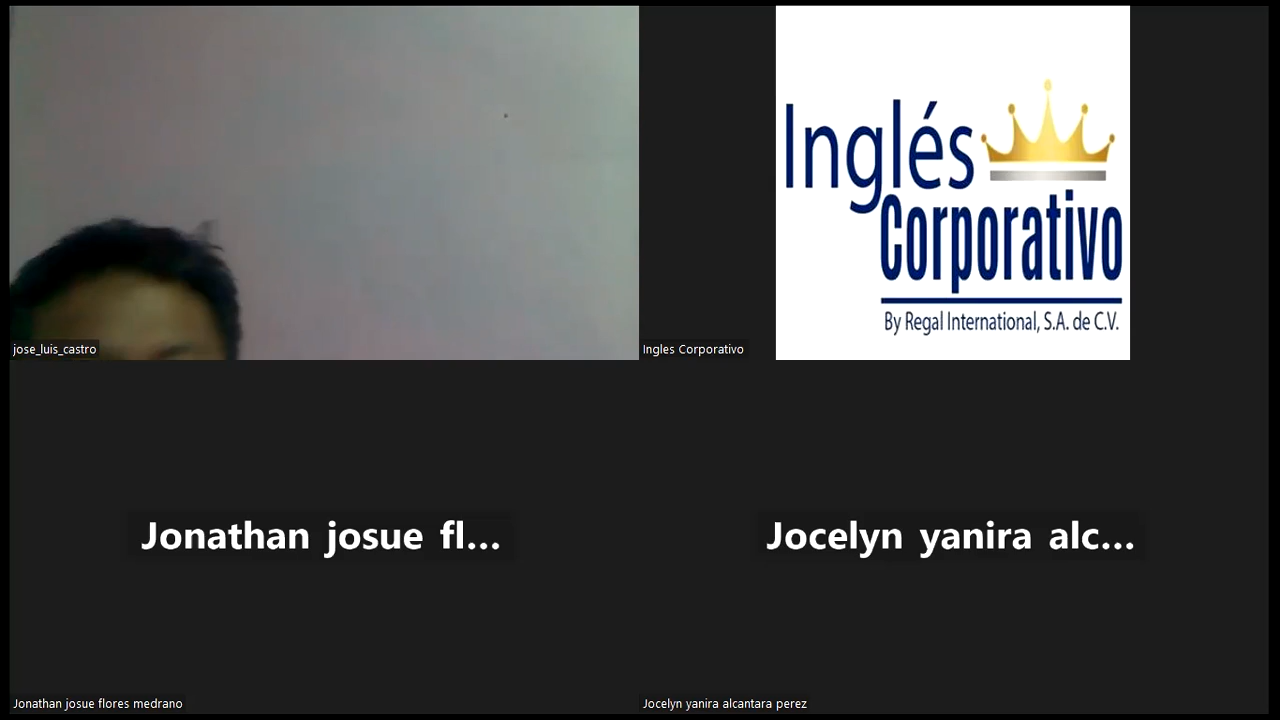 Inglés
Corporativo
By Regal International, S.A. de C.V.
jose_luis_castro
Ingles Corporativo
Jonathan josue fl...
Jocelyn yanira alc...
Jonathan josue flores medrano
Jocelyn yanira alcantara perez